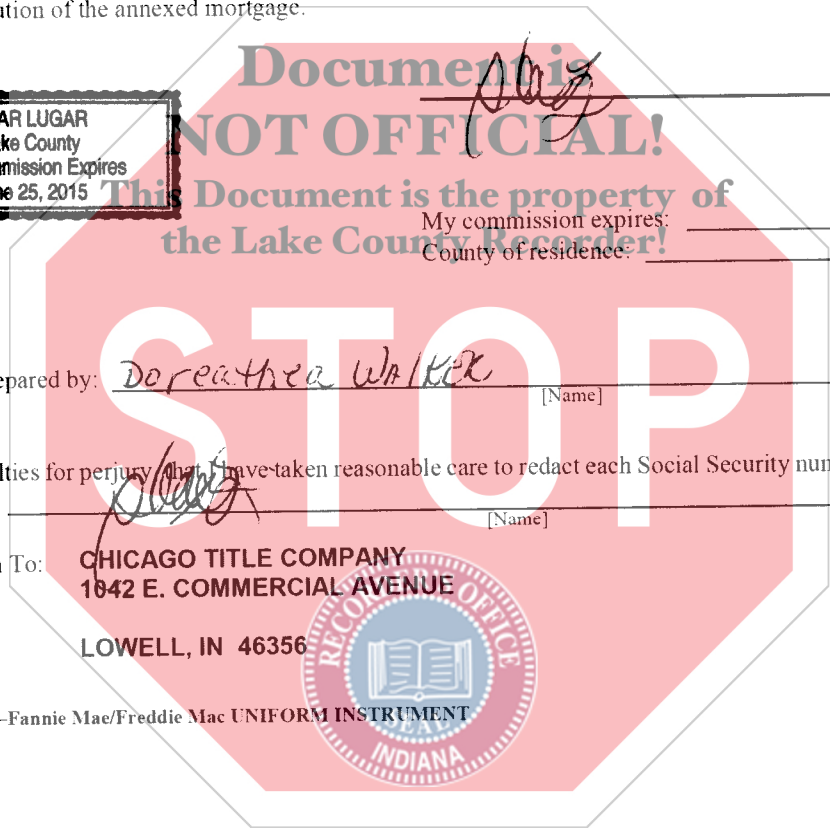 ution of the annexed mortgage.
Document is
NOT OFFICIAL!
This Document is the property of
the Lake County Recorder!
AR LUGAR
ke County
mmission Expires
ne 25, 2015
My commission expires:
County of residence:
STOP
epared by: Doreathea Walker
[Name]
lties for perjury, that I have taken reasonable care to redact each Social Security num
[Name]
n To: CHICAGO TITLE COMPANY
1042 E. COMMERCIAL AVENUE
LOWELL, IN 46356
–Fannie Mae/Freddie Mac UNIFORM INSTRUMENT
RECORDER'S OFFICE
SEAL
INDIANA